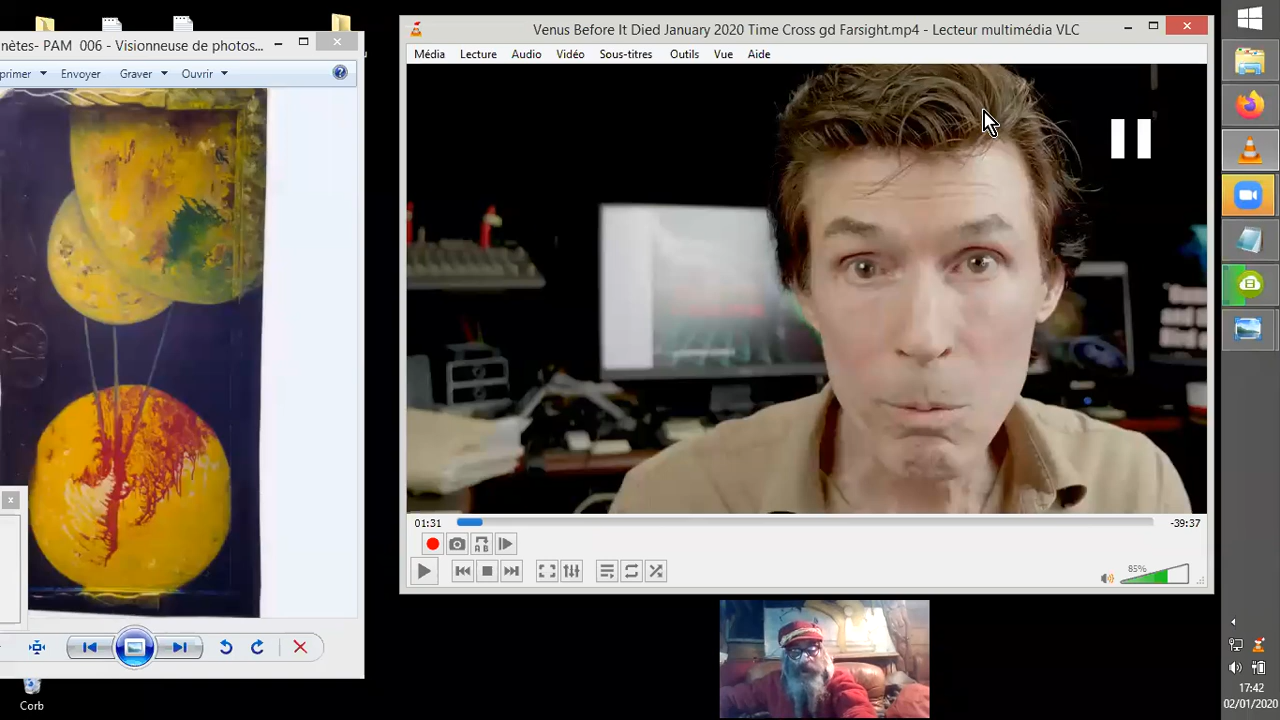 nètes- PAM 006 - Visionneuse de photos...
primer Envoyer Graver Ouvrir
Venus Before It Died January 2020 Time Cross gd Farsight.mp4 - Lecteur multimédia VLC
Média Lecture Audio Vidéo Sous-titres Outils Vue Aide
01:31 -39:37
85%
Corb
17:42
02/01/2020